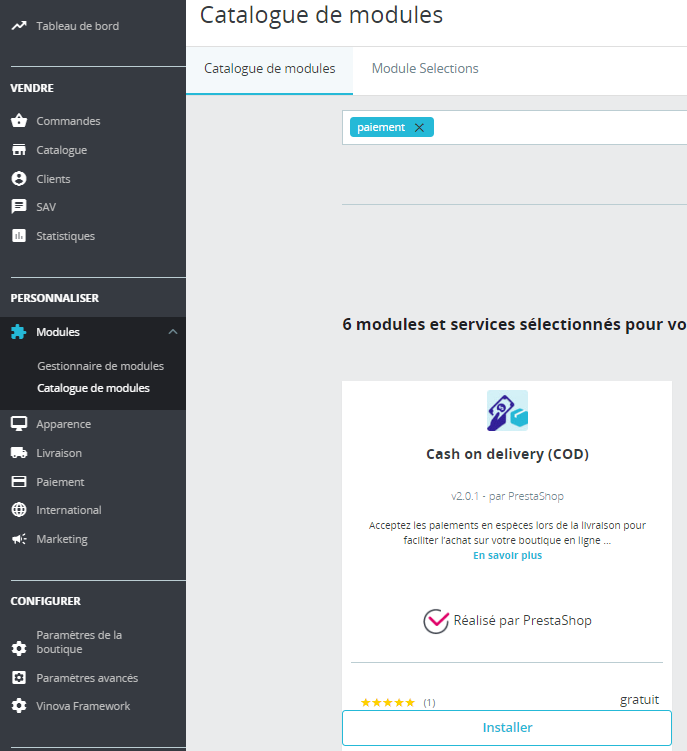 Tableau de bord
VENDRE
Commandes
Catalogue
Clients
SAV
Statistiques
PERSONNALISER
Modules
Gestionnaire de modules
Catalogue de modules
Apparence
Livraison
Paiement
International
Marketing
CONFIGURER
Paramètres de la
boutique
Paramètres avancés
Vinova Framework
Catalogue de modules
Catalogue de modules
Module Selections
paiement
6 modules et services sélectionnés pour vo
Cash on delivery (COD)
v2.0.1 - par PrestaShop
Acceptez les paiements en espèces lors de la livraison pour
faciliter l'achat sur votre boutique en ligne ...
En savoir plus
Réalisé par PrestaShop
(1)
gratuit
Installer